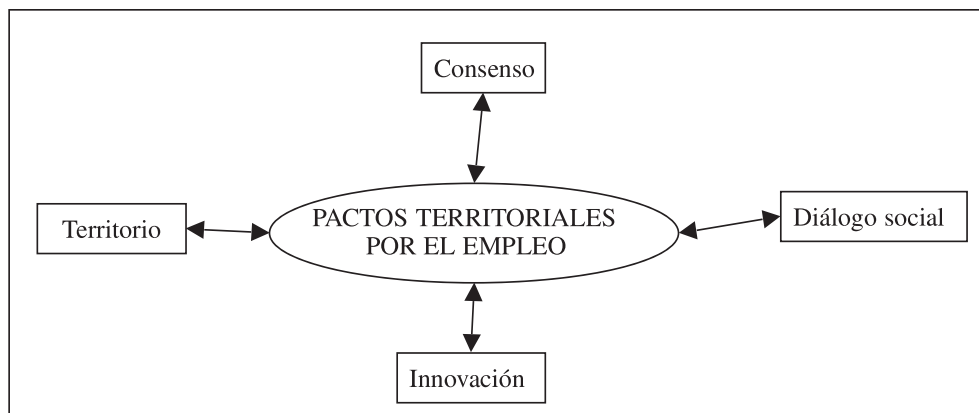 Consenso
Territorio
PACTOS TERRITORIALES
POR EL EMPLEO
Diálogo social
Innovación